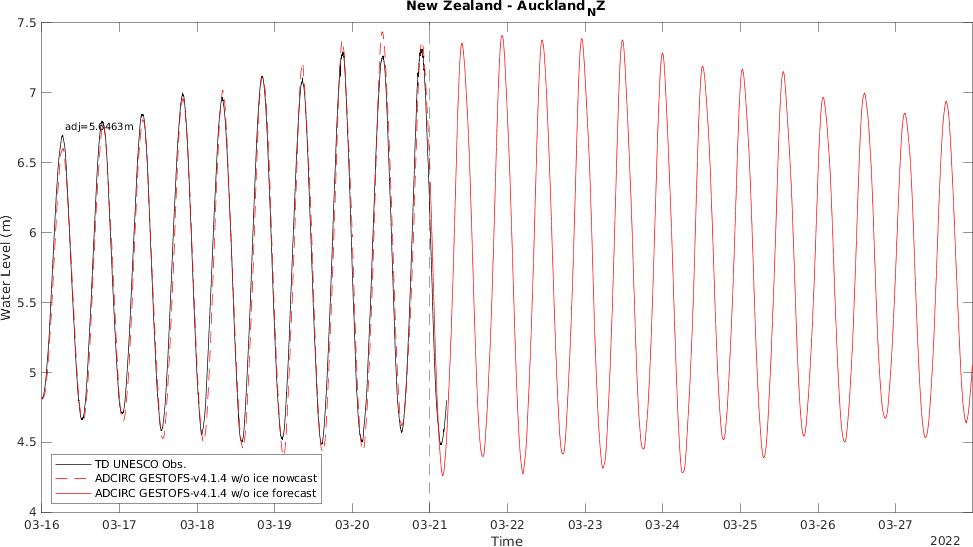 New Zealand - Auckland_NZ
7.5
7
6.5
6
5.5
5
4.5
4
Water Level (m)
TD UNESCO Obs.
ADCIRC GESTOFS-v4.1.4 w/o ice nowcast
ADCIRC GESTOFS-v4.1.4 w/o ice forecast
03-16 03-17 03-18 03-19 03-20 03-21 03-22 03-23 03-24 03-25 03-26 03-27
Time
2022